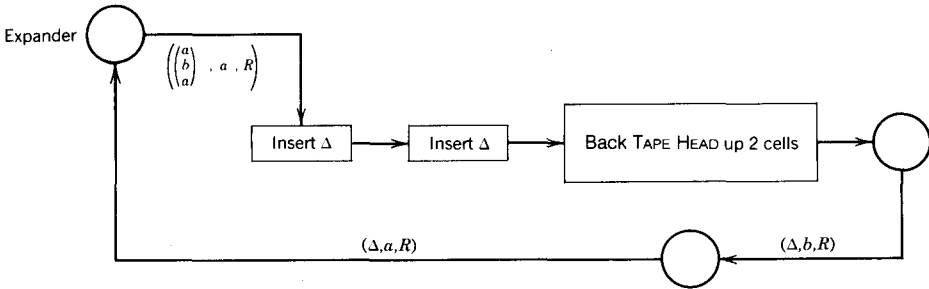 Expander
((a b a), a, R)
Insert Δ
Insert Δ
Back TAPE HEAD up 2 cells
(Δ,a,R)
(Δ,b,R)